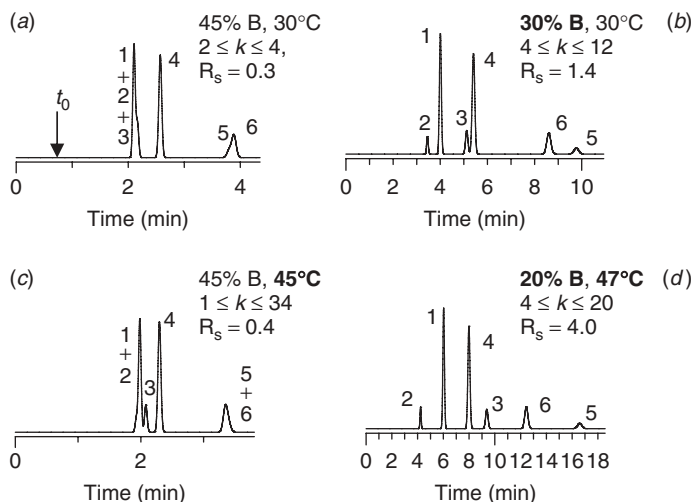 (a)
45% B, 30°C
2 ≤ k ≤ 4,
Rs = 0.3
t0
1
+
2
+
3
4
5
6
0
2
4
Time (min)
30% B, 30°C
(b)
4 ≤ k ≤ 12
Rs = 1.4
1
2
3
4
6
5
0
2
4
6
8
10
Time (min)
(c)
45% B, 45°C
1 ≤ k ≤ 34
Rs = 0.4
1
+
2
3
4
5
+
6
0
2
Time (min)
20% B, 47°C
(d)
4 ≤ k ≤ 20
Rs = 4.0
1
2
4
3
6
5
0 2 4 6 8 10 12 14 16 18
Time (min)